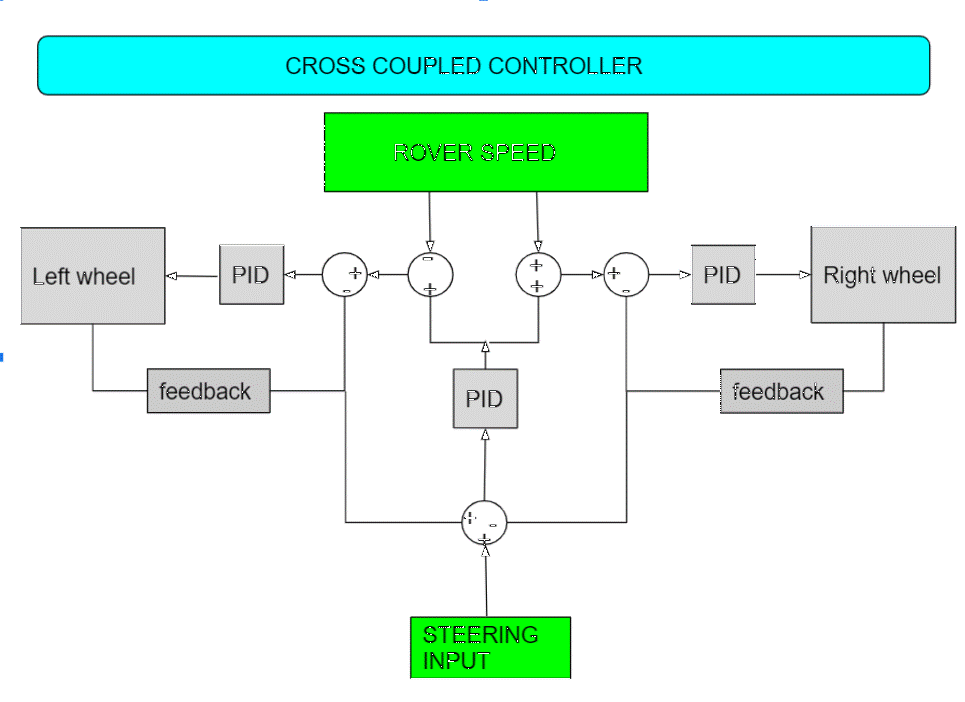 CROSS COUPLED CONTROLLER
ROVER SPEED
Left wheel
PID
+
-
-
+
+
+
+
-
PID
Right wheel
feedback
PID
feedback
+
-
+
STEERING
INPUT